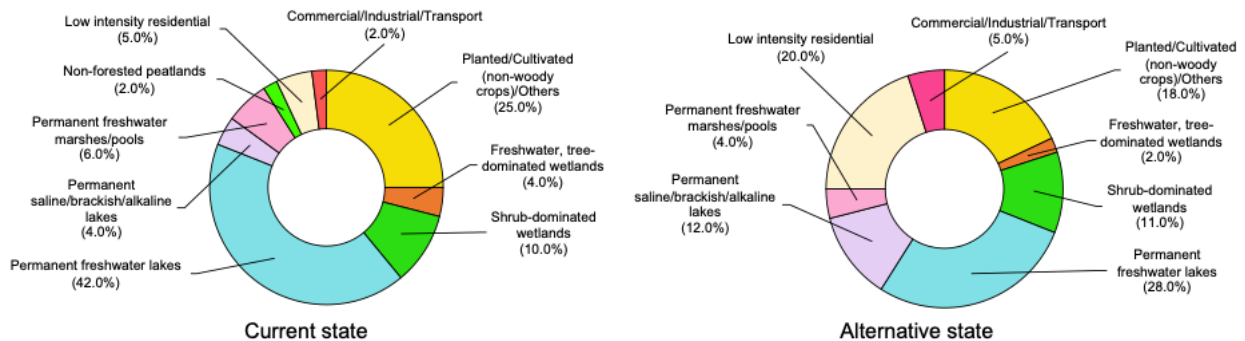 Commercial/Industrial/Transport
(2.0%)
Low intensity residential
(5.0%)
Non-forested peatlands
(2.0%)
Permanent freshwater
marshes/pools
(6.0%)
Permanent
saline/brackish/alkaline
lakes
(4.0%)
Permanent freshwater lakes
(42.0%)
Planted/Cultivated
(non-woody
crops)/Others
(25.0%)
Freshwater, tree-
dominated wetlands
(4.0%)
Shrub-dominated
wetlands
(10.0%)
Current state
Commercial/Industrial/Transport
(5.0%)
Low intensity residential
(20.0%)
Permanent freshwater
marshes/pools
(4.0%)
Permanent
saline/brackish/alkaline
lakes
(12.0%)
Planted/Cultivated
(non-woody
crops)/Others
(18.0%)
Freshwater, tree-
dominated wetlands
(2.0%)
Shrub-dominated
wetlands
(11.0%)
Permanent
freshwater lakes
(28.0%)
Alternative state